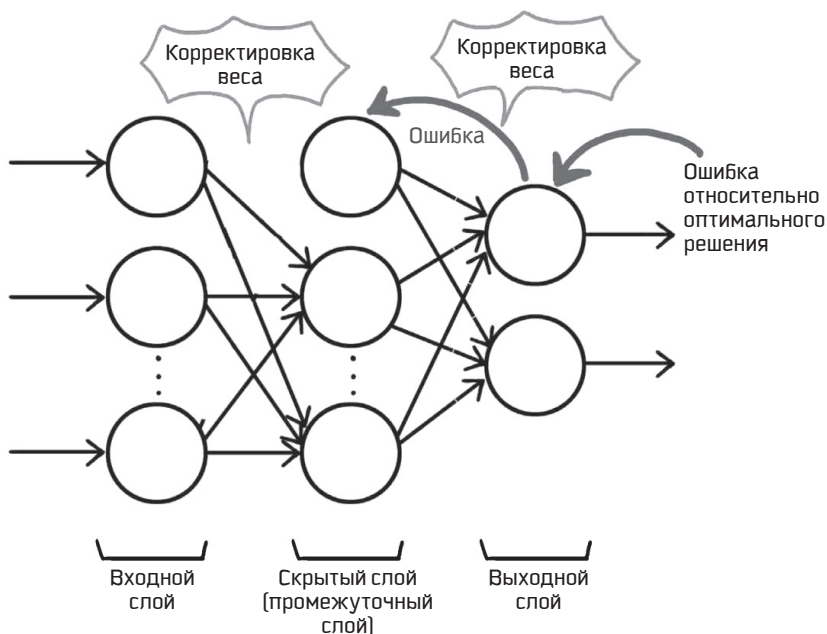 Корректировка
веса
Корректировка
веса
Ошибка
Ошибка
относительно
оптимального
решения
Входной
слой
Скрытый слой
(промежуточный
слой)
Выходной
слой